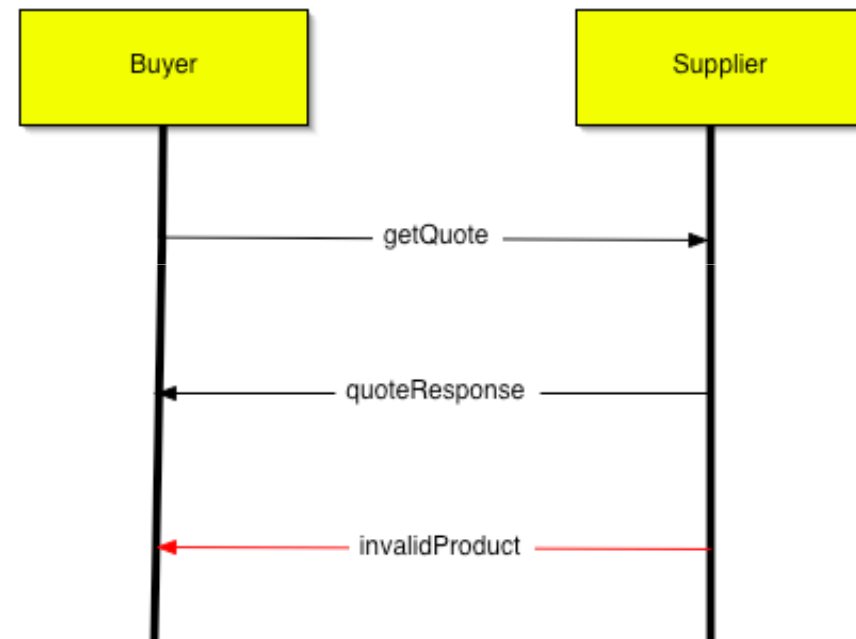 Buyer
Supplier
getQuote
quoteResponse
invalidProduct